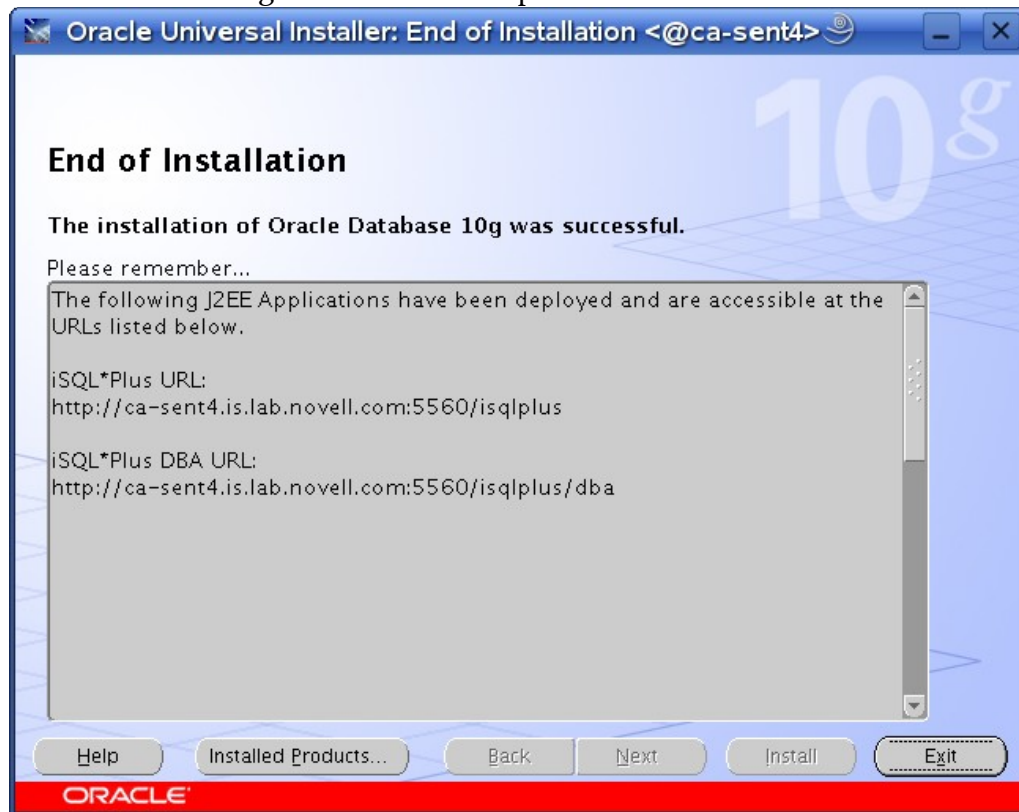 Oracle Universal Installer: End of Installation <@ca-sent4>
10g
End of Installation
The installation of Oracle Database 10g was successful.
Please remember...
The following J2EE Applications have been deployed and are accessible at the
URLs listed below.
iSQL*Plus URL:
http://ca-sent4.is.lab.novell.com:5560/isqlplus
iSQL*Plus DBA URL:
http://ca-sent4.is.lab.novell.com:5560/isqlplus/dba
Help Installed Products... Back Next Install Exit
ORACLE